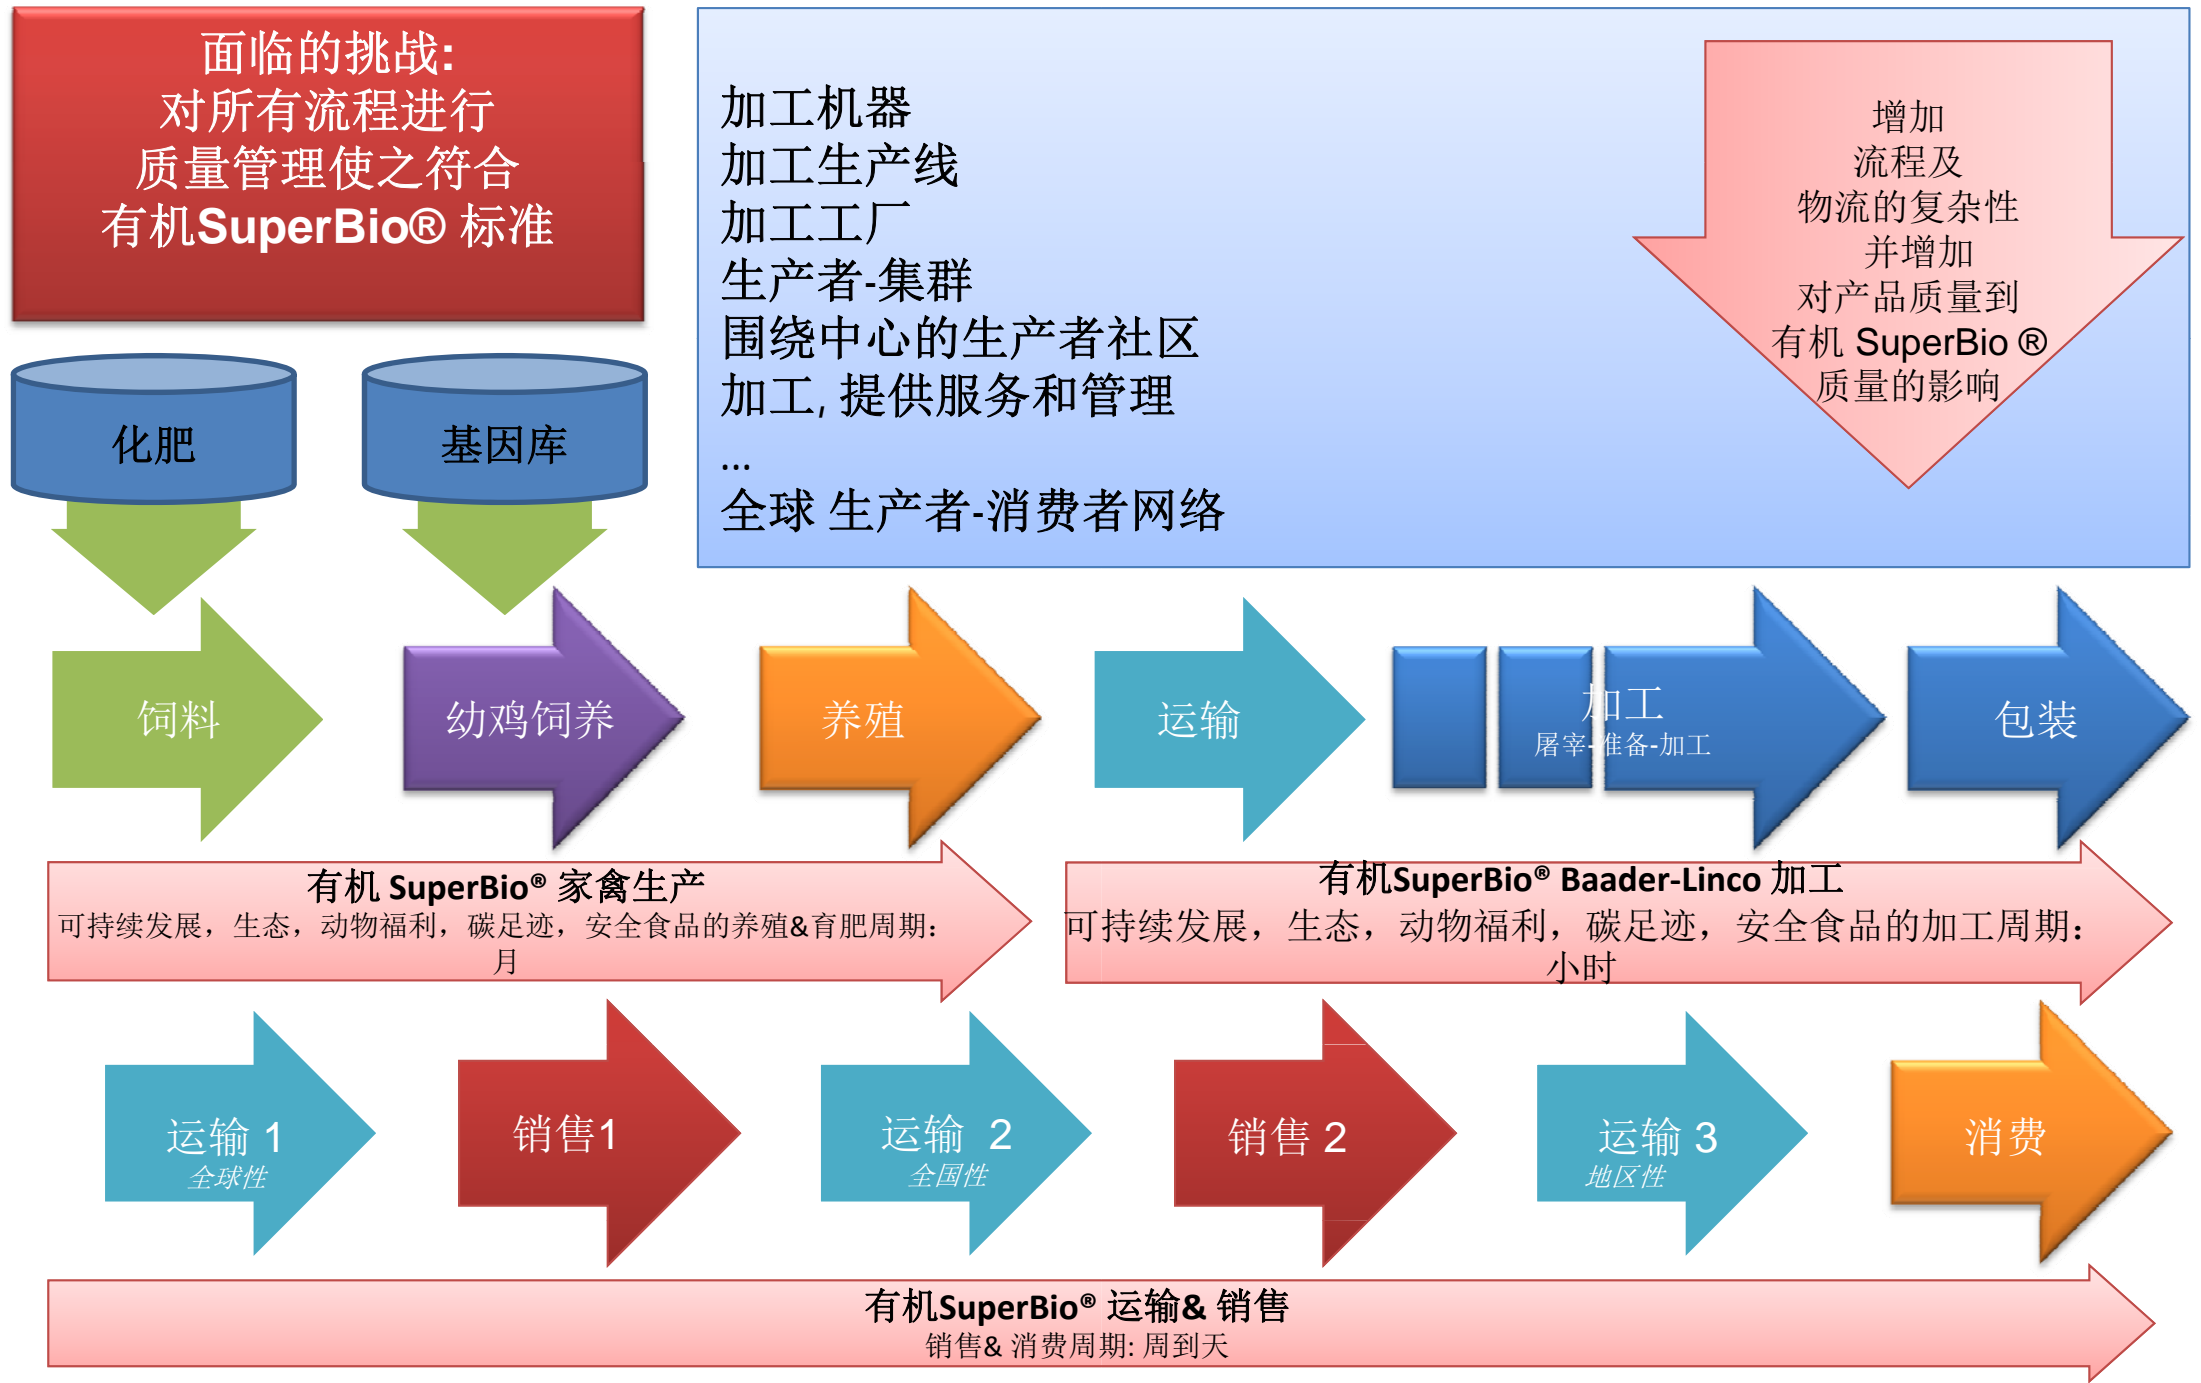 面临的挑战:
对所有流程进行
质量管理使之符合
有机SuperBio® 标准
加工机器
加工生产线
加工工厂
生产者-集群
围绕中心的生产者社区
加工, 提供服务和管理
...
全球 生产者-消费者网络
增加
流程及
物流的复杂性
并增加
对产品质量到
有机 SuperBio ®
质量的影响
化肥
基因库
饲料
幼鸡饲养
养殖
运输
加工
屠宰-准备-加工
包装
有机 SuperBio® 家禽生产
可持续发展，生态，动物福利，碳足迹，安全食品的养殖&育肥周期：
月
有机SuperBio® Baader-Linco 加工
可持续发展，生态，动物福利，碳足迹，安全食品的加工周期：
小时
运输 1
全球性
销售1
运输 2
全国性
销售 2
运输 3
地区性
消费
有机SuperBio® 运输& 销售
销售& 消费周期: 周到天